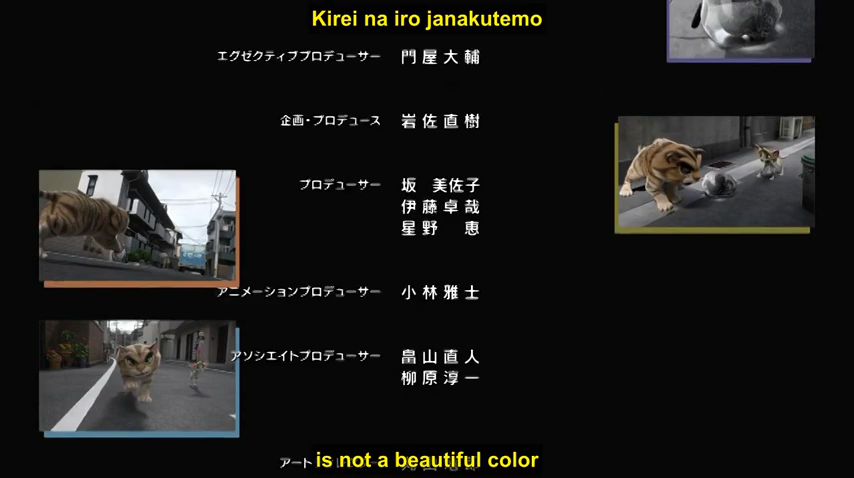 Kirei na iro janakutemo
エグゼクティブプロデューサー 門屋大輔
企画・プロデュース 岩佐直樹
プロデューサー 坂 美佐子
伊藤卓哉
星野 恵
アニメーションプロデューサー 小林雅士
アソシエイトプロデューサー 畠山直人
柳原淳一
アート
is not a beautiful color